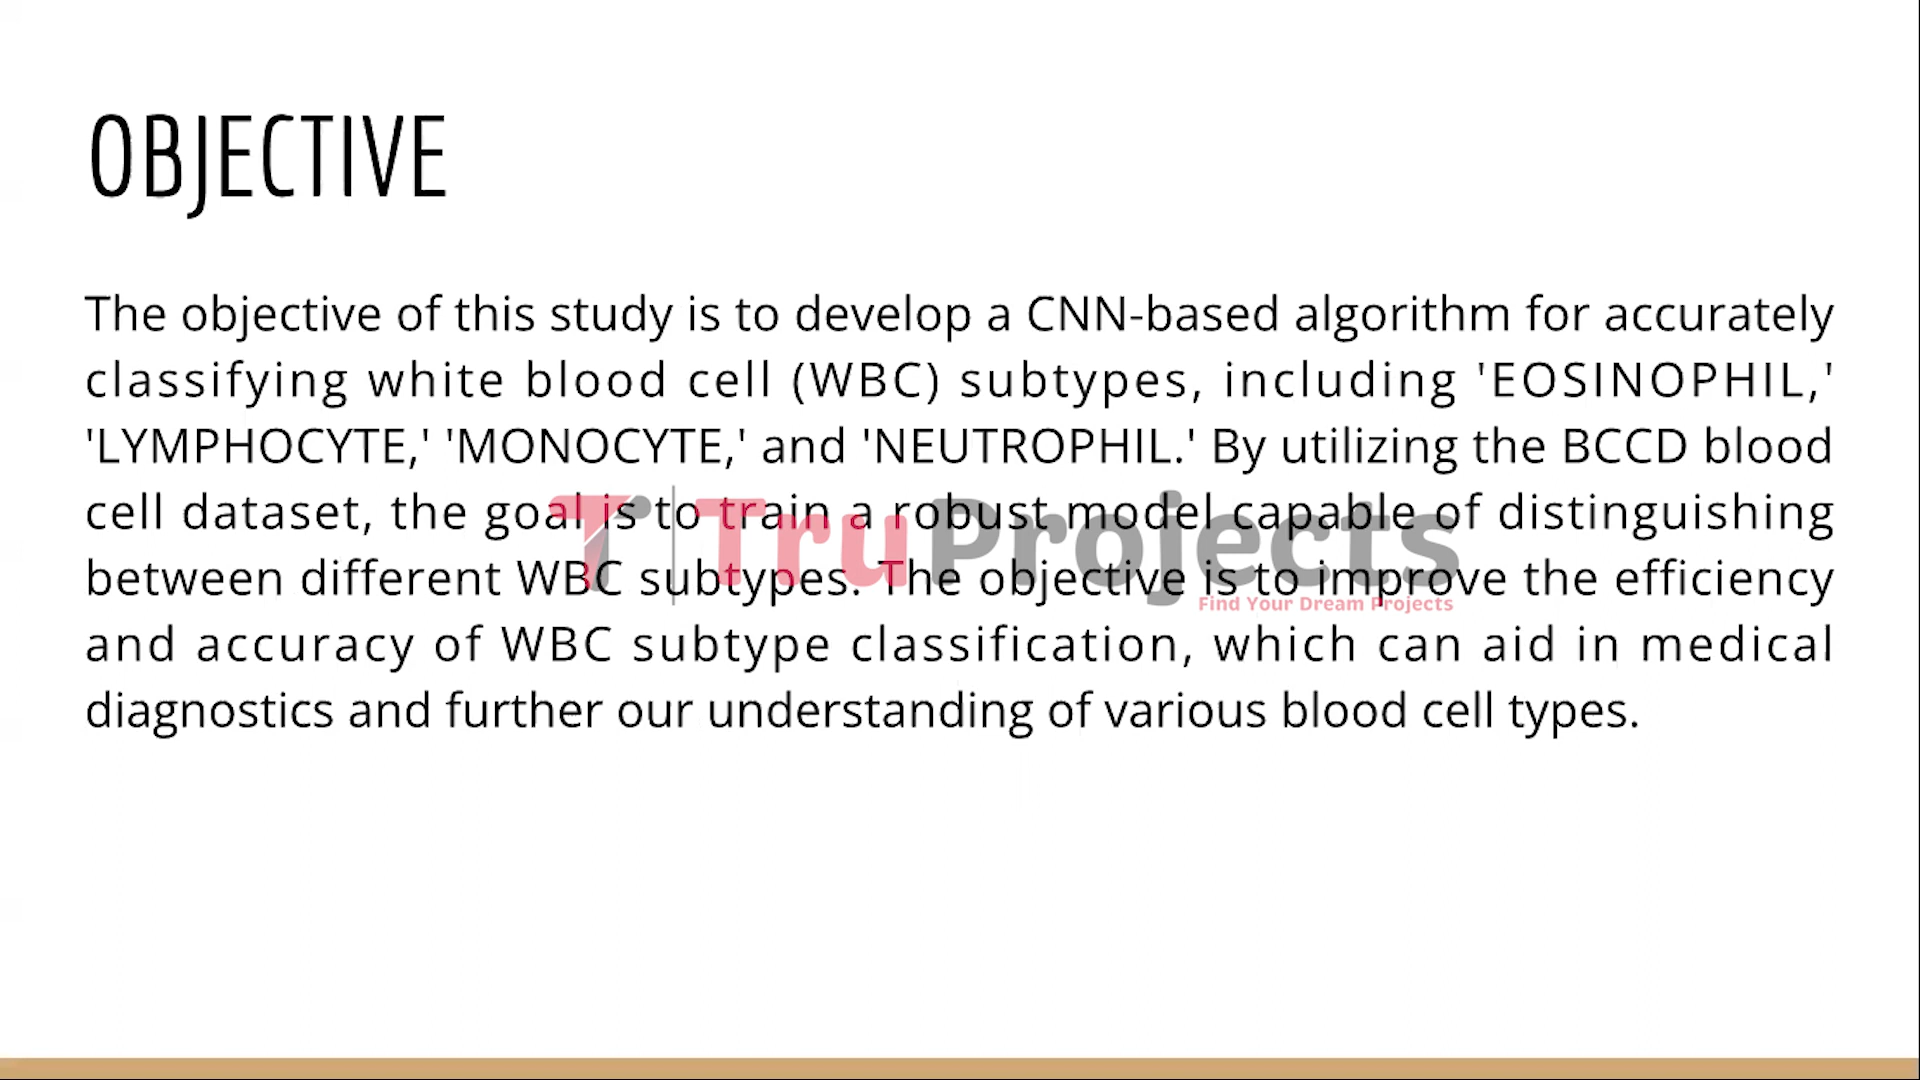 OBJECTIVE
The objective of this study is to develop a CNN-based algorithm for accurately
classifying white blood cell (WBC) subtypes, including 'EOSINOPHIL,'
'LYMPHOCYTE,' 'MONOCYTE,' and 'NEUTROPHIL.' By utilizing the BCCD blood
cell dataset, the goal is to train a robust model capable of distinguishing
between different WBC subtypes. The objective is to improve the efficiency
and accuracy of WBC subtype classification, which can aid in medical
diagnostics and further our understanding of various blood cell types.
TruProjects
Find Your Dream Projects